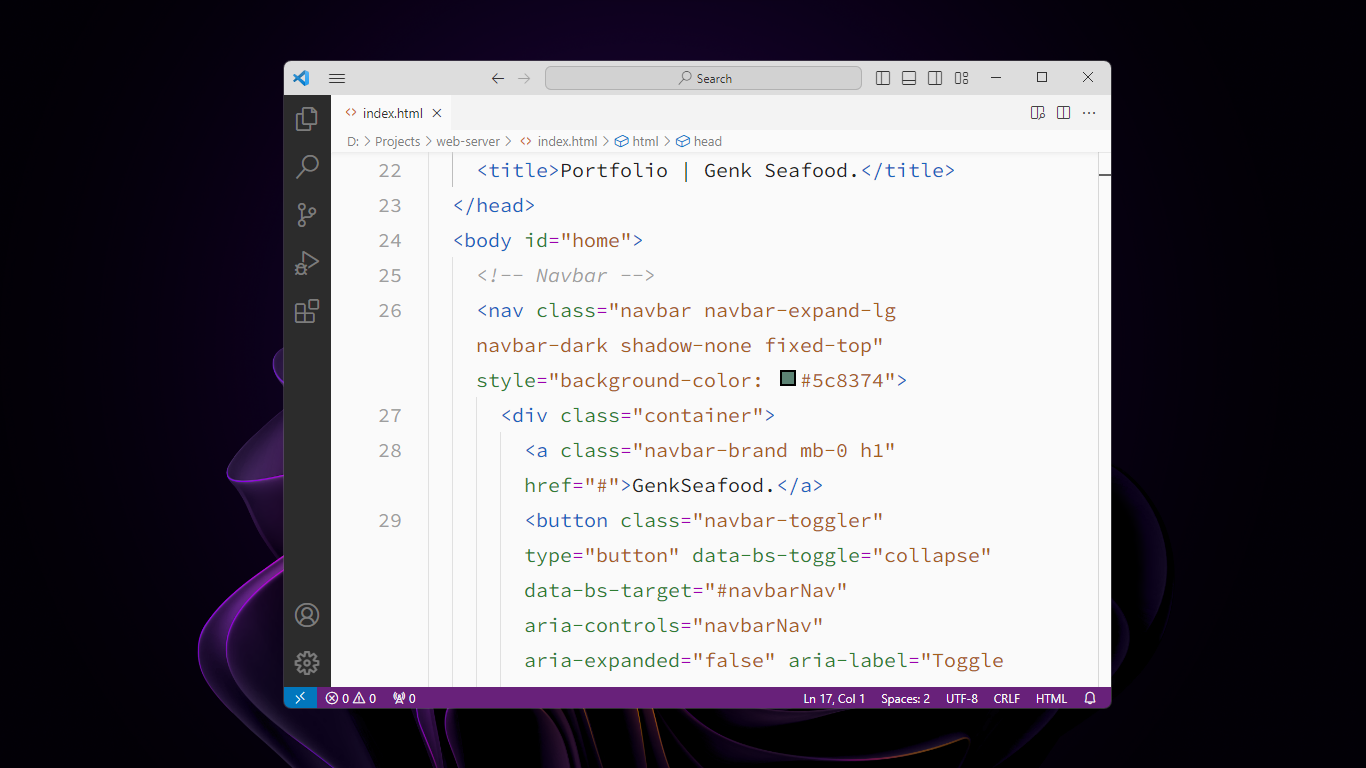 Search
index.html
D: Projects web-server index.html html head
22 <title>Portfolio | Genk Seafood.</title>
23 </head>
24 <body id="home">
25 <!-- Navbar -->
26 <nav class="navbar navbar-expand-lg
navbar-dark shadow-none fixed-top"
style="background-color: #5c8374">
27 <div class="container">
28 <a class="navbar-brand mb-0 h1"
href="#">GenkSeafood.</a>
29 <button class="navbar-toggler"
type="button" data-bs-toggle="collapse"
data-bs-target="#navbarNav"
aria-controls="navbarNav"
aria-expanded="false" aria-label="Toggle
0 0 0 Ln 17, Col 1 Spaces: 2 UTF-8 CRLF HTML